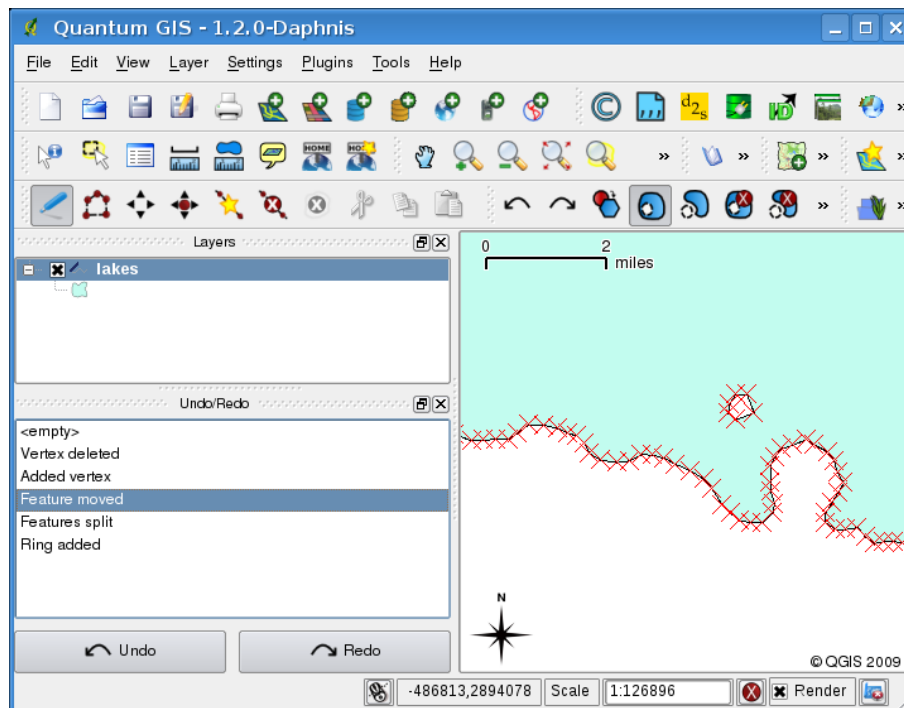 Quantum GIS - 1.2.0-Daphnis
File Edit View Layer Settings Plugins Tools Help
Layers
lakes
Undo/Redo
<empty>
Vertex deleted
Added vertex
Feature moved
Features split
Ring added
Undo Redo
0 2
miles
N
© QGIS 2009
-486813,2894078 Scale 1:126896 Render